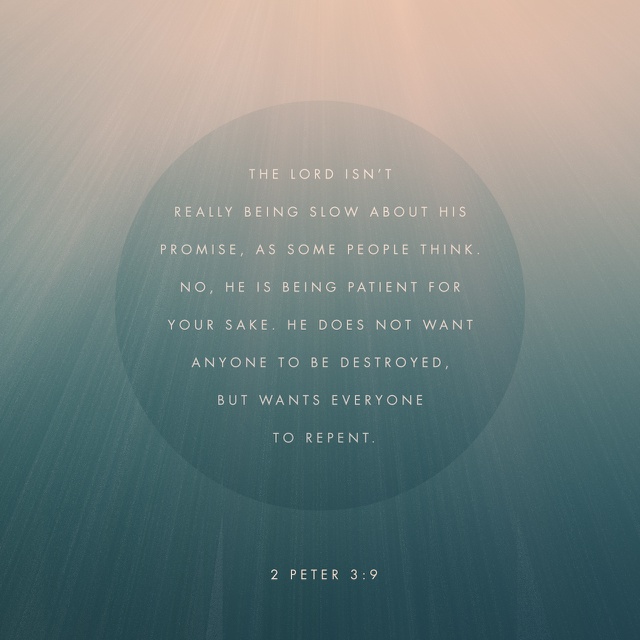 THE LORD ISN'T
REALLY BEING SLOW ABOUT HIS
PROMISE, AS SOME PEOPLE THINK.
NO, HE IS BEING PATIENT FOR
YOUR SAKE. HE DOES NOT WANT
ANYONE TO BE DESTROYED,
BUT WANTS EVERYONE
TO REPENT.
2 PETER 3:9